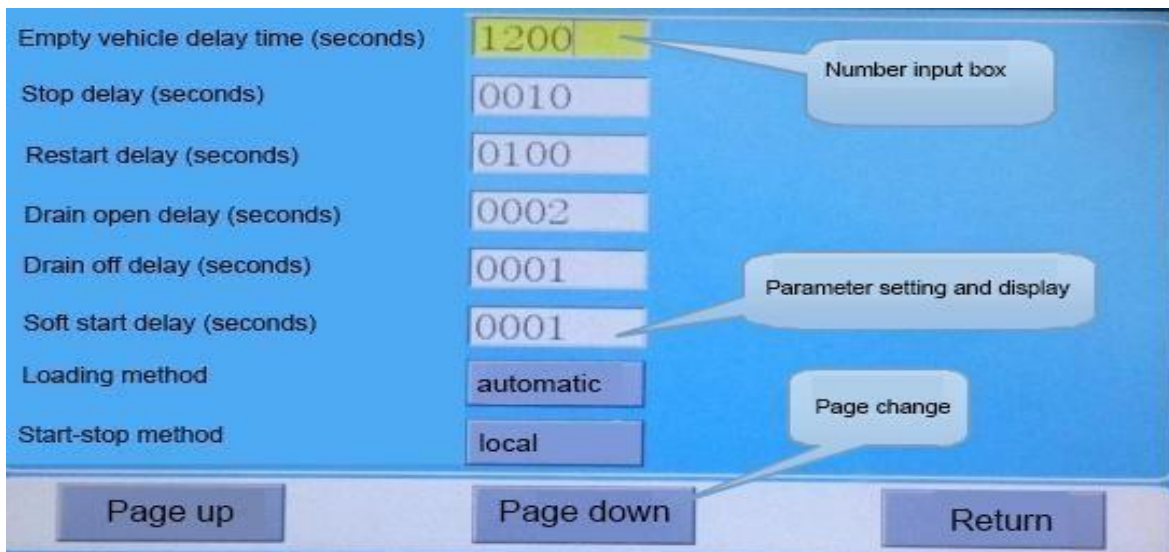 Empty vehicle delay time (seconds) 1200
Number input box
Stop delay (seconds) 0010
Restart delay (seconds) 0100
Drain open delay (seconds) 0002
Drain off delay (seconds) 0001
Parameter setting and display
Soft start delay (seconds) 0001
Loading method automatic
Page change
Start-stop method local
Page up Page down Return